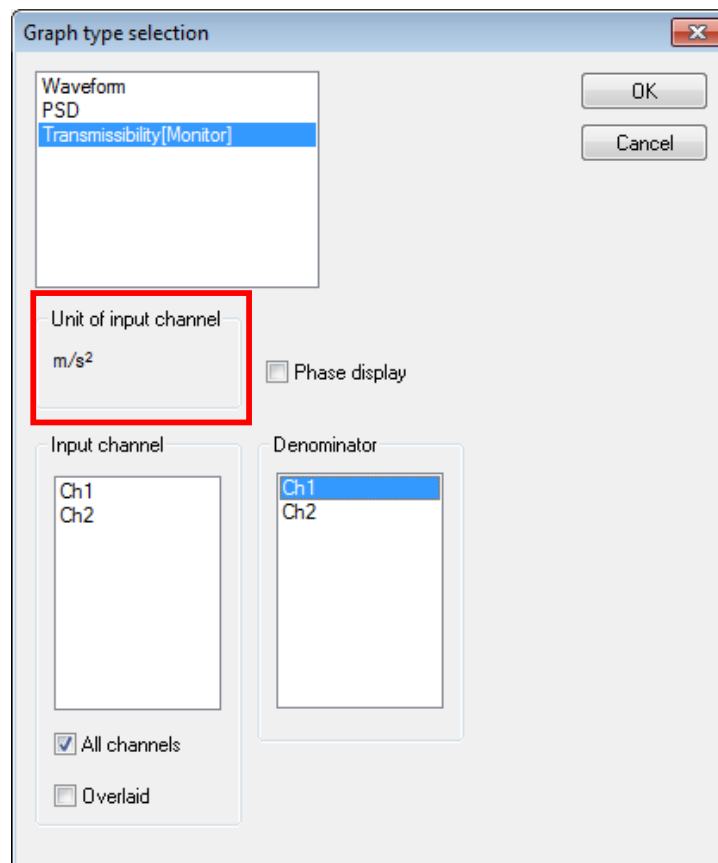 Graph type selection
Waveform
PSD
Transmissibility[Monitor]
OK
Cancel
Unit of input channel
m/s²
Phase display
Input channel
Ch1
Ch2
All channels
Overlaid
Denominator
Ch1
Ch2